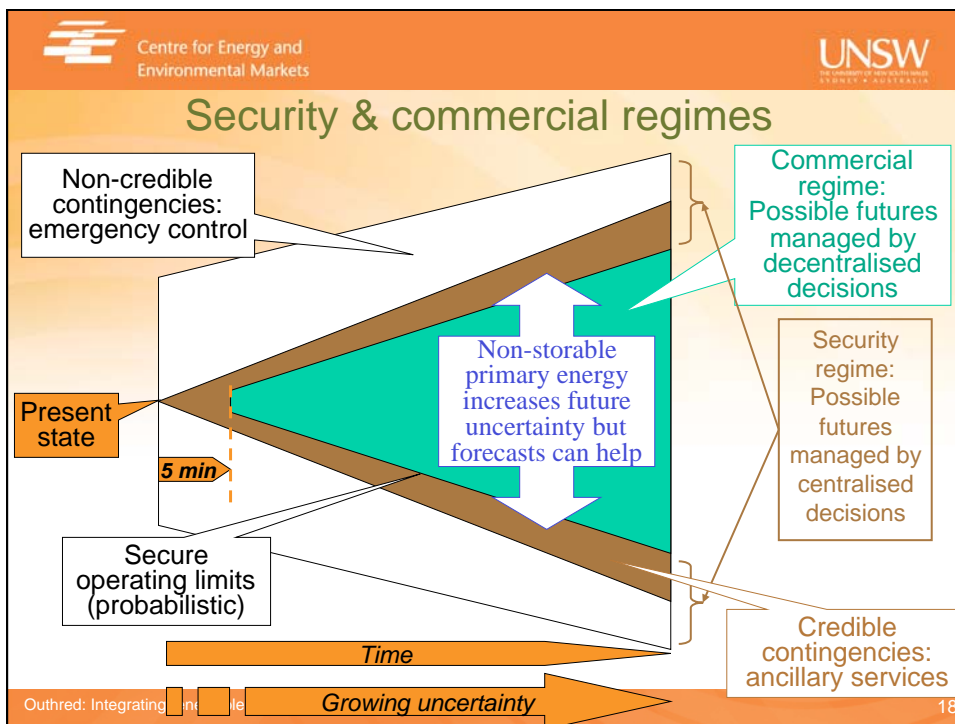 Centre for Energy and
Environmental Markets
UNSW
THE UNIVERSITY OF NEW SOUTH WALES
SYDNEY • AUSTRALIA
Security & commercial regimes
Non-credible
contingencies:
emergency control
Commercial
regime:
Possible futures
managed by
decentralised
decisions
Non-storable
primary energy
increases future
uncertainty but
forecasts can help
Security
regime:
Possible
futures
managed by
centralised
decisions
Present
state
5 min
Secure
operating limits
(probabilistic)
Credible
contingencies:
ancillary services
Time
Growing uncertainty
Outhred: Integrating
18